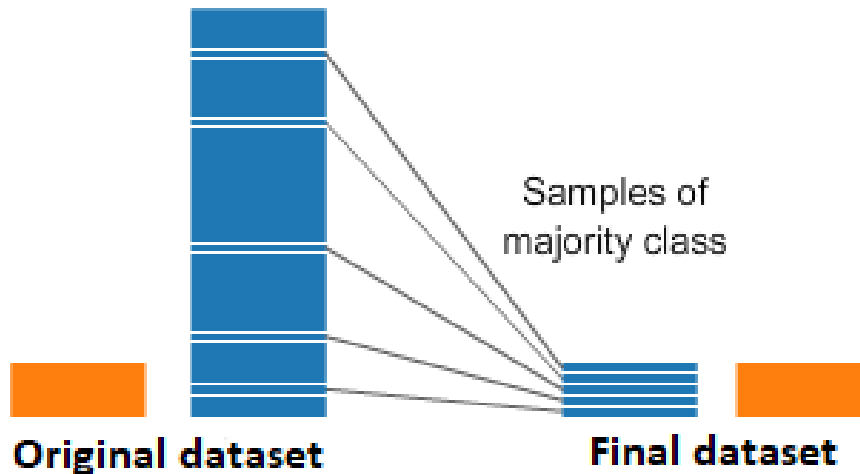 Samples of
majority class
Original dataset
Final dataset